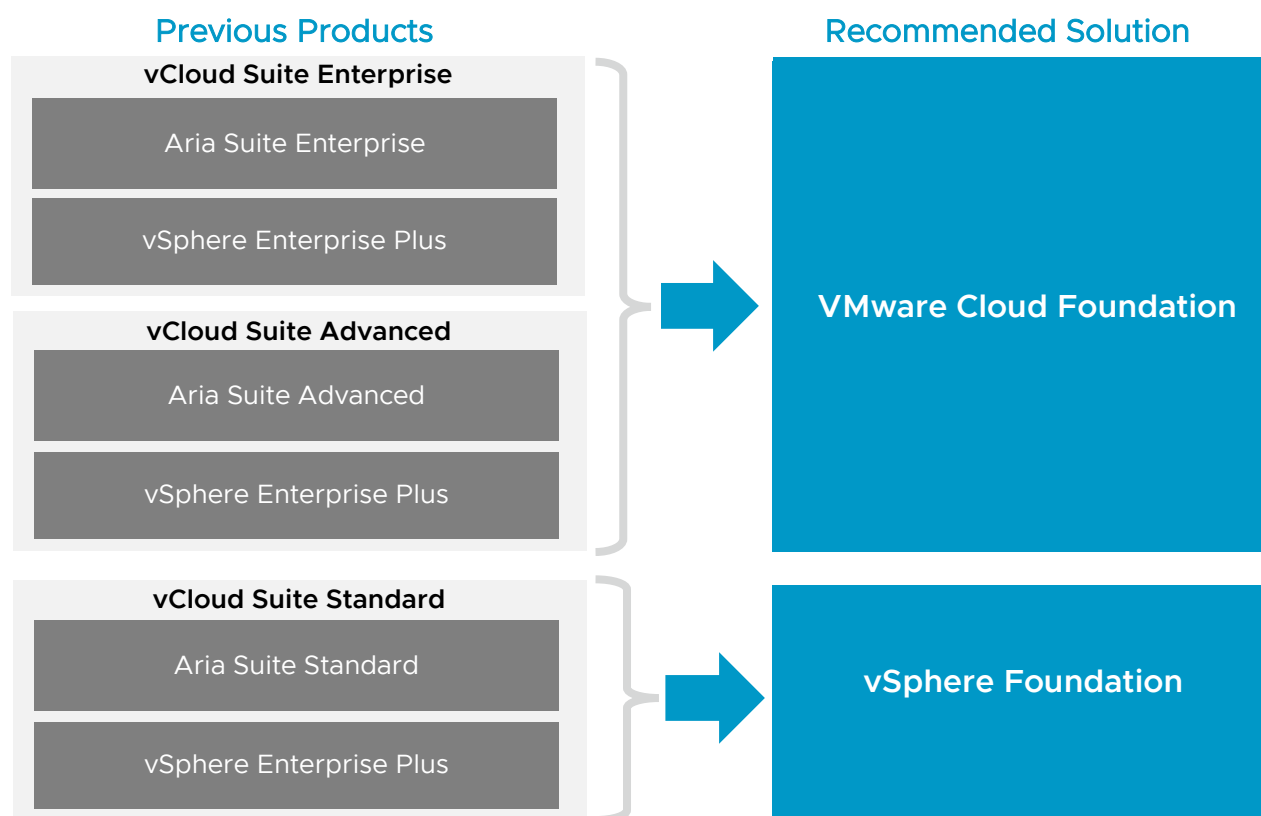 Previous Products
Recommended Solution
vCloud Suite Enterprise
Aria Suite Enterprise
vSphere Enterprise Plus
vCloud Suite Advanced
Aria Suite Advanced
vSphere Enterprise Plus
VMware Cloud Foundation
vCloud Suite Standard
Aria Suite Standard
vSphere Enterprise Plus
vSphere Foundation